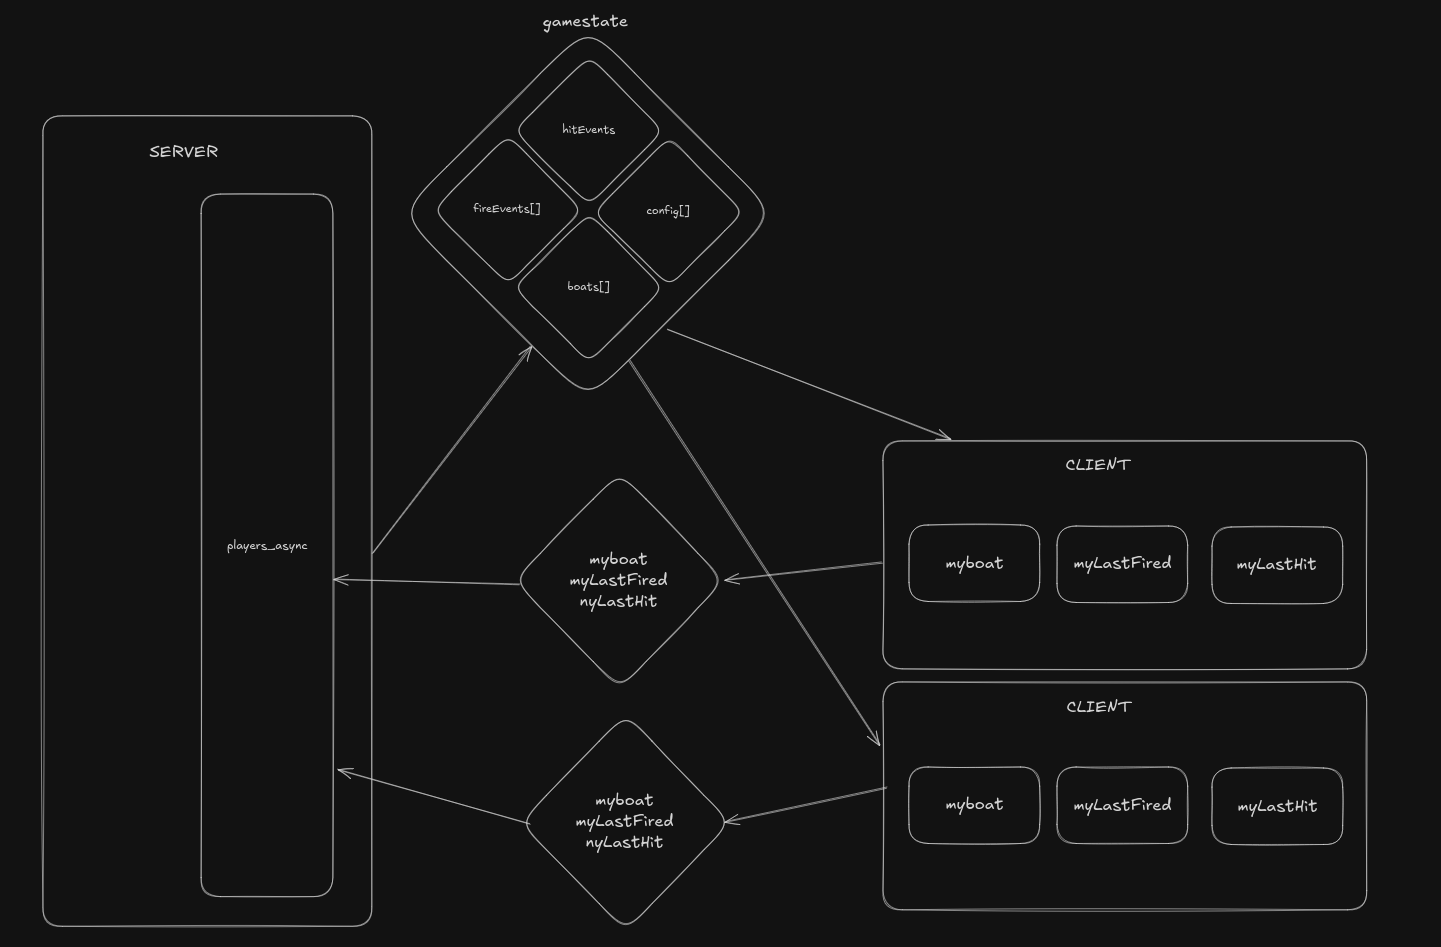 gamestate
hitEvents
fireEvents[]
config[]
boats[]
SERVER
players_async
myboat
myLastFired
nyLastHit
myboat
myLastFired
nyLastHit
CLIENT
myboat
myLastFired
myLastHit
CLIENT
myboat
myLastFired
myLastHit